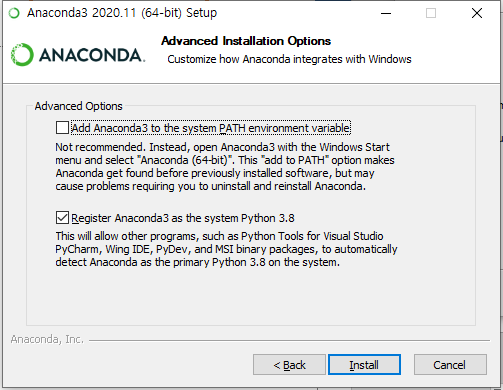 Anaconda3 2020.11 (64-bit) Setup
ANACONDA.
Advanced Installation Options
Customize how Anaconda integrates with Windows
Advanced Options
Add Anaconda3 to the system PATH environment variable
Not recommended. Instead, open Anaconda3 with the Windows Start
menu and select "Anaconda (64-bit)". This "add to PATH" option makes
Anaconda get found before previously installed software, but may
cause problems requiring you to uninstall and reinstall Anaconda.
Register Anaconda3 as the system Python 3.8
This will allow other programs, such as Python Tools for Visual Studio
PyCharm, Wing IDE, PyDev, and MSI binary packages, to automatically
detect Anaconda as the primary Python 3.8 on the system.
Anaconda, Inc.
< Back
Install
Cancel